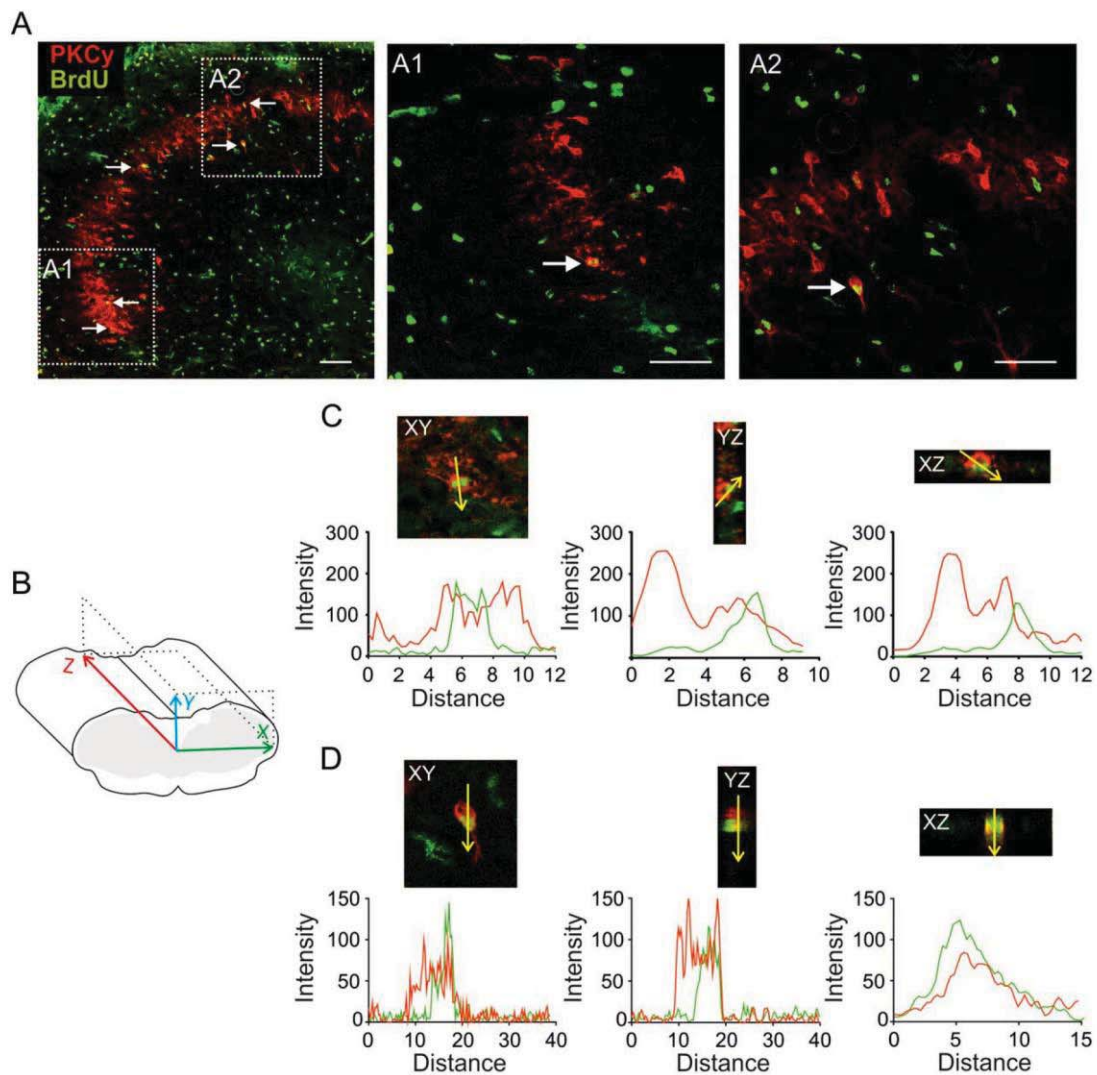 A
PKCγ
BrdU
A2
A1
A1
A2
C
XY
YZ
XZ
Intensity
300
200
100
0
0 2 4 6 8 10 12
Distance
Intensity
300
200
100
0
0 2 4 6 8 10
Distance
Intensity
300
200
100
0
0 2 4 6 8 10 12
Distance
B
Z
Y
X
D
XY
YZ
XZ
Intensity
150
100
50
0
0 10 20 30 40
Distance
Intensity
150
100
50
0
0 10 20 30 40
Distance
Intensity
150
100
50
0
0 5 10 15
Distance